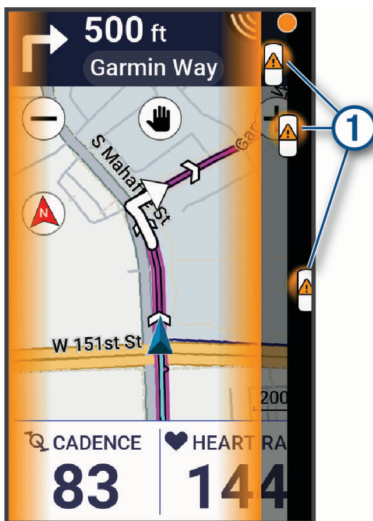 500 ft
Garmin Way
1
S Mahaffie St
Gar
N
W 151st St
200
CADENCE HEART RA
83 144